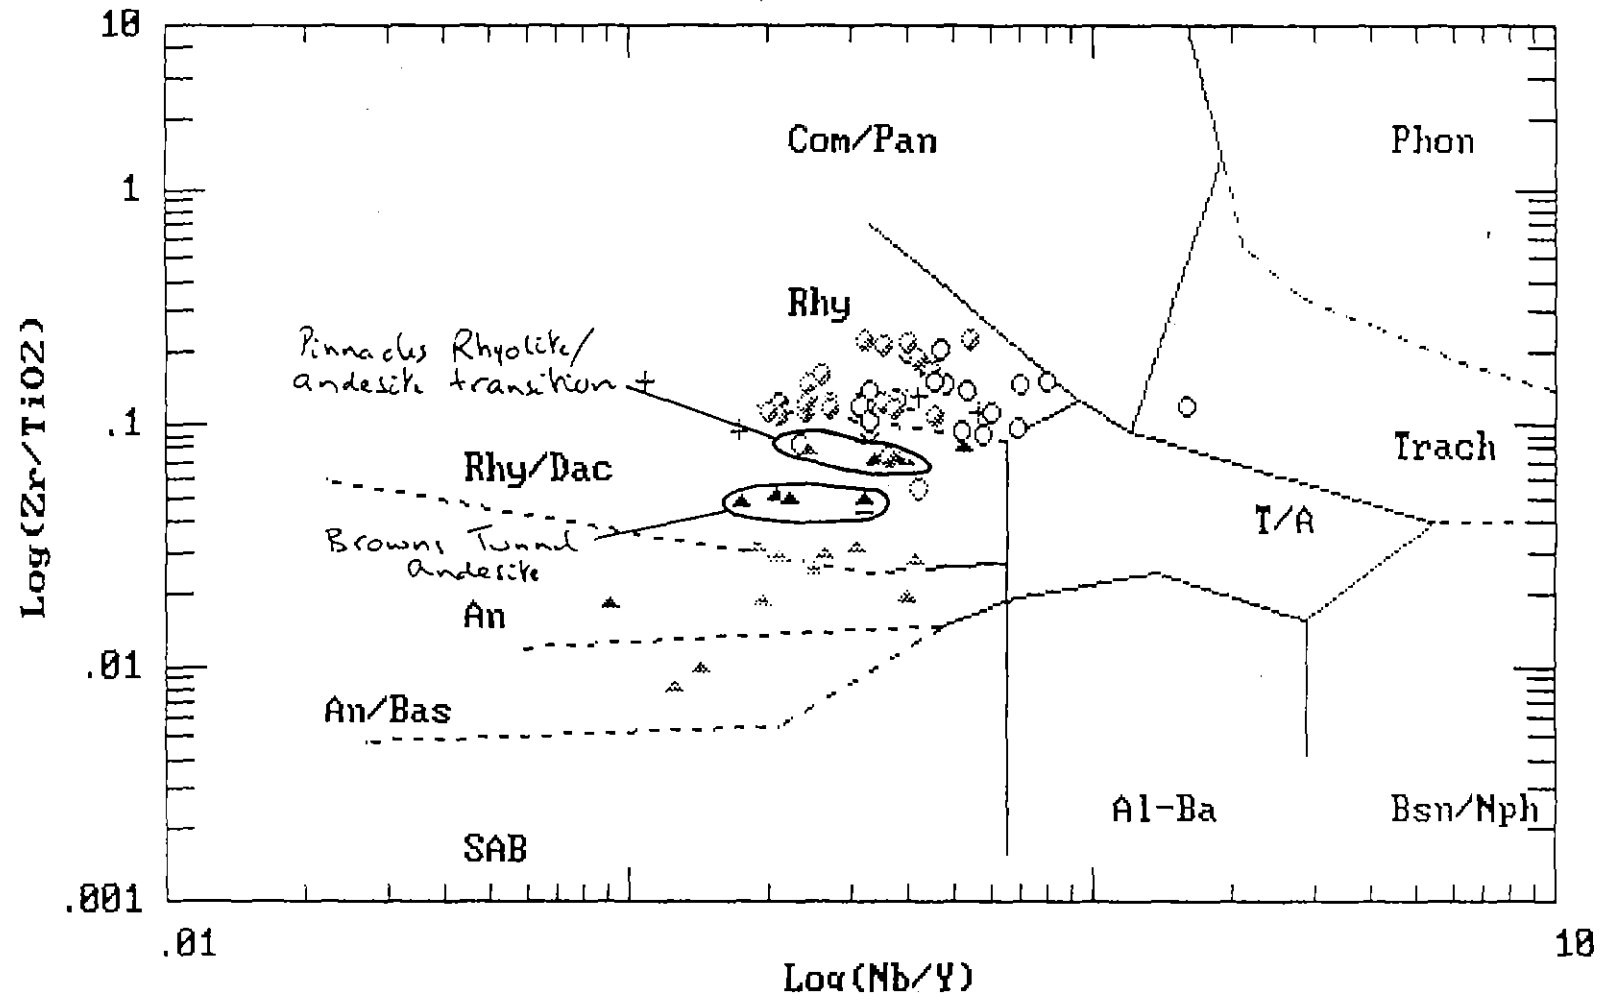 10
Com/Pan
Phon
1
Rhy
Pinnacles Rhyolite/
andesite transition
.1
Rhy/Dac
Trach
T/A
Browns Tunnel
andesite
An
.01
An/Bas
Al-Ba
Bsn/Nph
SAB
.001
.01
10
Log(Nb/Y)
Log(Zr/TiO2)